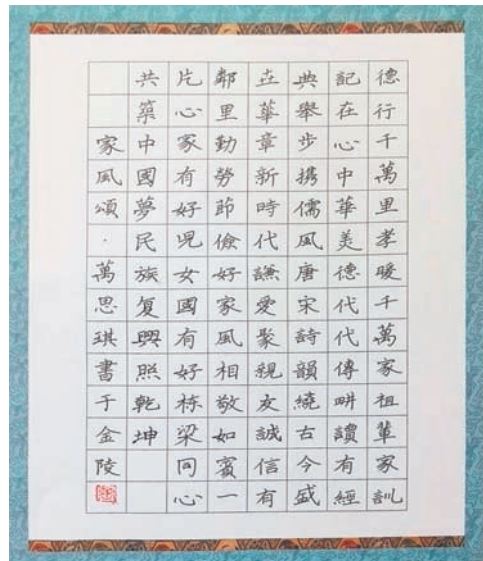 德行千萬里孝暖千萬家祖輩家訓
記在心中華美德代代傳畊讀有經
典舉步携儒風唐宋詩韻繞古今盛
世華章新時代謙愛聚親友誠信有
鄰里勤勞節儉好家風相敬如賓一
片心家有好兒女國有好栋梁同心
共築中國夢民族复興照乾坤
家風頌·萬思琪書于金陵